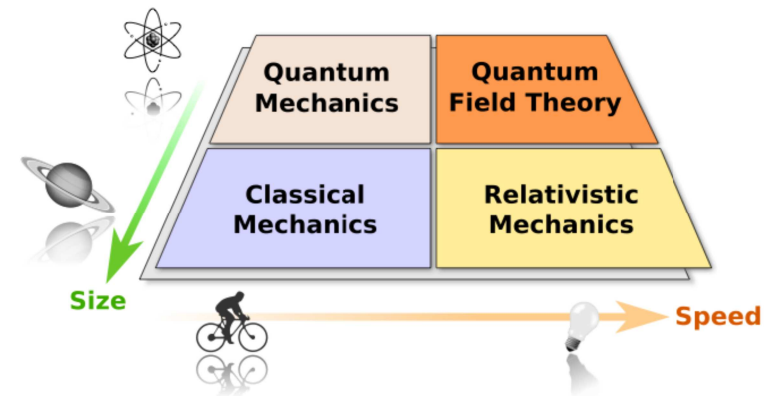 Quantum
Mechanics
Quantum
Field Theory
Classical
Mechanics
Relativistic
Mechanics
Size
Speed